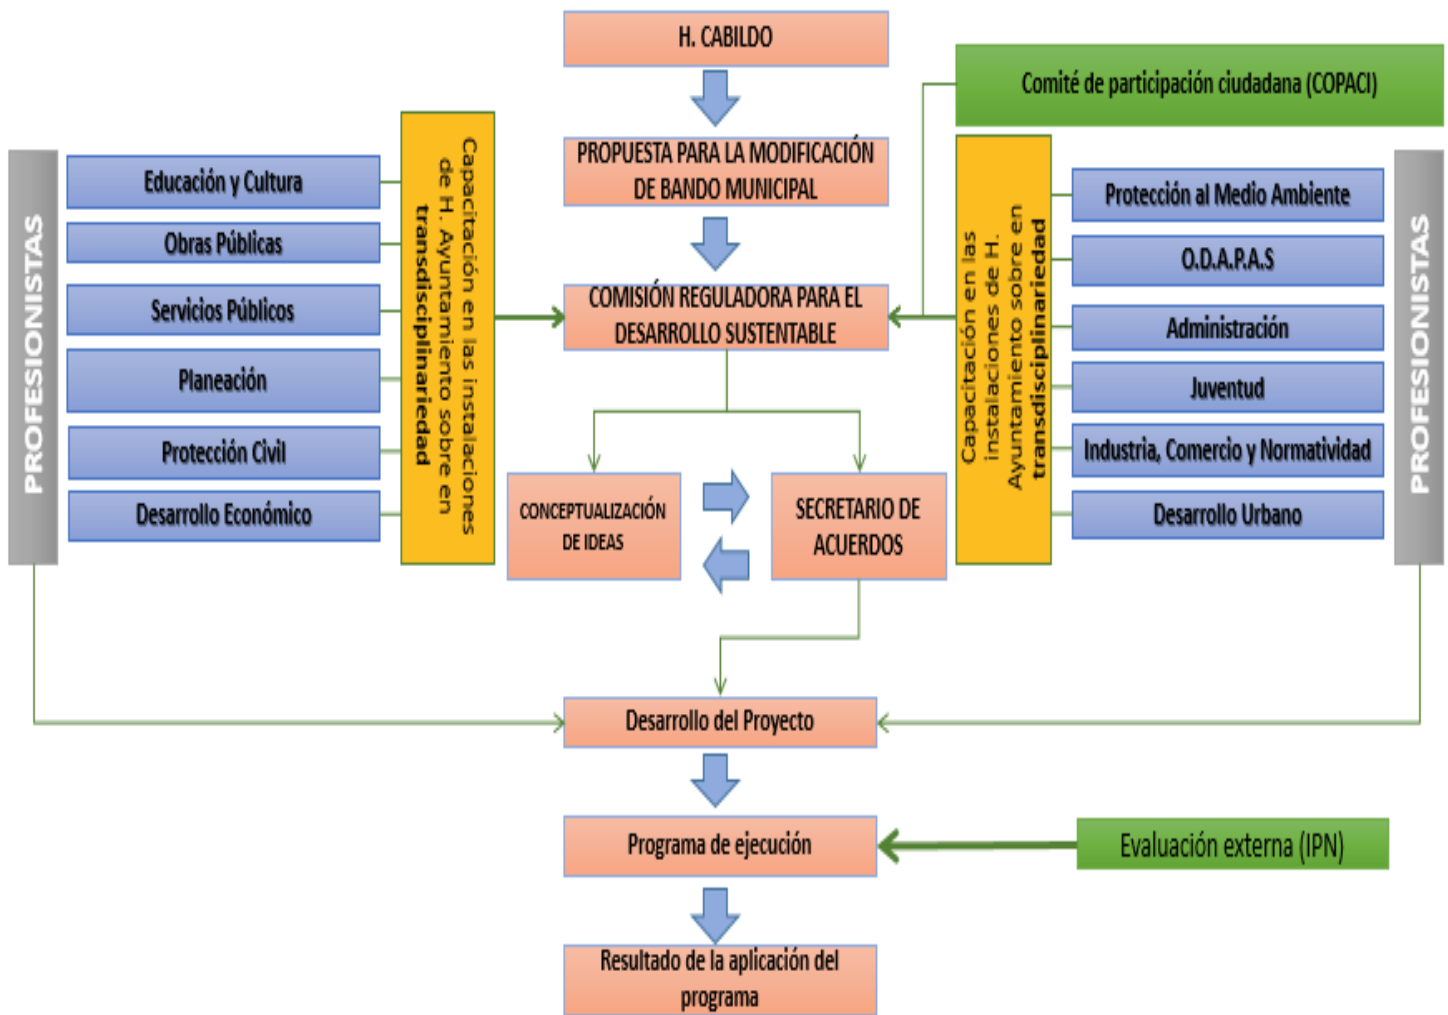 H. CABILDO
Comité de participación ciudadana (COPACI)
PROPUESTA PARA LA MODIFICACIÓN
DE BANDO MUNICIPAL
COMISIÓN REGULADORA PARA EL
DESARROLLO SUSTENTABLE
PROFESIONISTAS
Educación y Cultura
Obras Públicas
Servicios Públicos
Planeación
Protección Civil
Desarrollo Económico
Capacitación en las instalaciones
de H. Ayuntamiento sobre en
transdisciplinariedad
CONCEPTUALIZACIÓN
DE IDEAS
SECRETARIO DE
ACUERDOS
Capacitación en las
instalaciones de H.
Ayuntamiento sobre en
transdisciplinariedad
Protección al Medio Ambiente
O.D.A.P.A.S
Administración
Juventud
Industria, Comercio y Normatividad
Desarrollo Urbano
PROFESIONISTAS
Desarrollo del Proyecto
Programa de ejecución
Evaluación externa (IPN)
Resultado de la aplicación del
programa